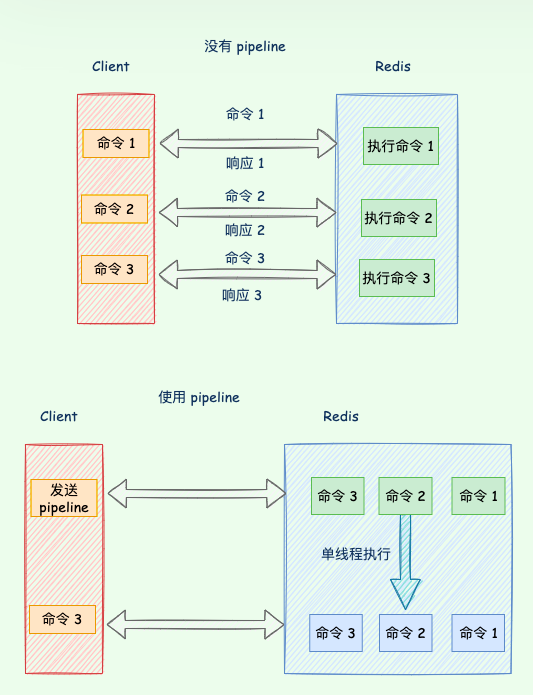 没有 pipeline
Client
Redis
命令 1
命令 1
执行命令 1
响应 1
命令 2
命令 2
执行命令 2
响应 2
命令 3
命令 3
执行命令 3
响应 3
使用 pipeline
Client
Redis
发送
pipeline
命令 3
命令 2
命令 1
单线程执行
命令 3
命令 3
命令 2
命令 1